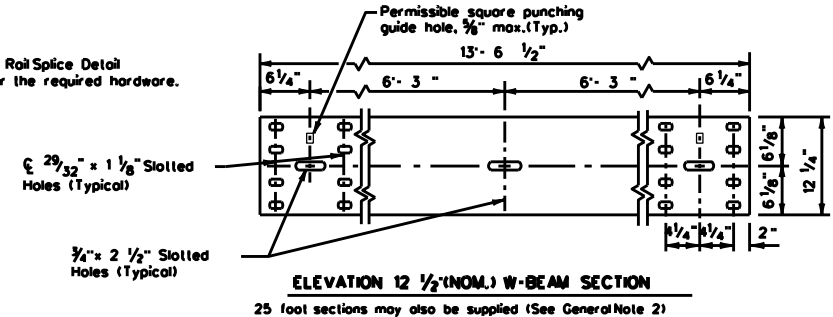 Permissible square punching
guide hole, 5/8" max.(Typ.)
13'- 6 1/2"
Rail Splice Detail
r the required hardware.
6 1/4"
6'- 3 "
6'- 3 "
6 1/4"
℄ 29/32" x 1 1/8" Slotted
Holes (Typical)
6 1/8"
6 1/8"
12 1/4"
4 1/4"
4 1/4"
2 "
3/4"x 2 1/2" Slotted
Holes (Typical)
ELEVATION 12 1/2"(NOM.) W-BEAM SECTION
25 foot sections may also be supplied (See General Note 2)